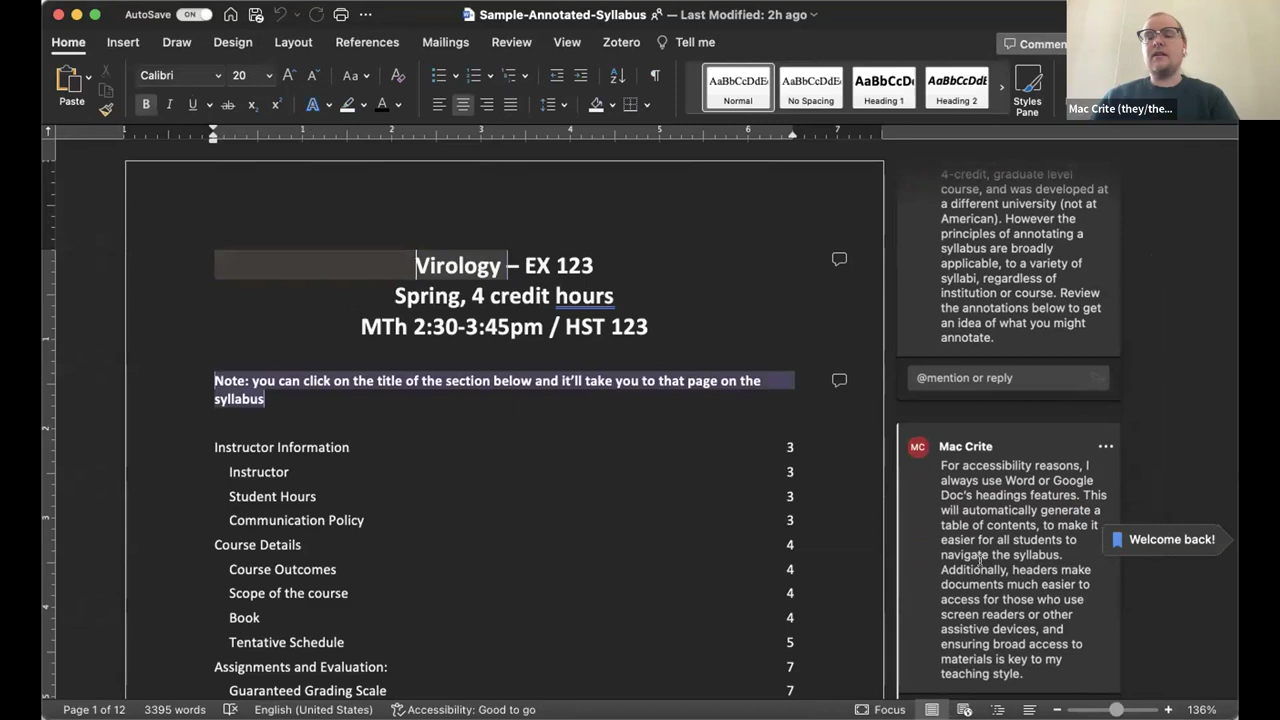 AutoSave ON
Sample-Annotated-Syllabus — Last Modified: 2h ago
Home Insert Draw Design Layout References Mailings Review View Zotero Tell me
Commen
Paste
Calibri 20
AaBbCcDdE AaBbCcDdE AaBbCcD AaBbCcDdE
Normal No Spacing Heading 1 Heading 2
Styles
Pane
Mac Crite (they/the...
1 1 2 3 4 5 6 7
Virology – EX 123
Spring, 4 credit hours
MTh 2:30-3:45pm / HST 123
Note: you can click on the title of the section below and it’ll take you to that page on the
syllabus
Instructor Information 3
Instructor 3
Student Hours 3
Communication Policy 3
Course Details 4
Course Outcomes 4
Scope of the course 4
Book 4
Tentative Schedule 5
Assignments and Evaluation: 7
Guaranteed Grading Scale 7
4-credit, graduate level
course, and was developed at
a different university (not at
American). However the
principles of annotating a
syllabus are broadly
applicable, to a variety of
syllabi, regardless of
institution or course. Review
the annotations below to get
an idea of what you might
annotate.
@mention or reply
MC Mac Crite
For accessibility reasons, I
always use Word or Google
Doc’s headings features. This
will automatically generate a
table of contents, to make it
easier for all students to
navigate the syllabus.
Additionally, headers make
documents much easier to
access for those who use
screen readers or other
assistive devices, and
ensuring broad access to
materials is key to my
teaching style.
Welcome back!
Page 1 of 12 3395 words English (United States) Accessibility: Good to go Focus 136%